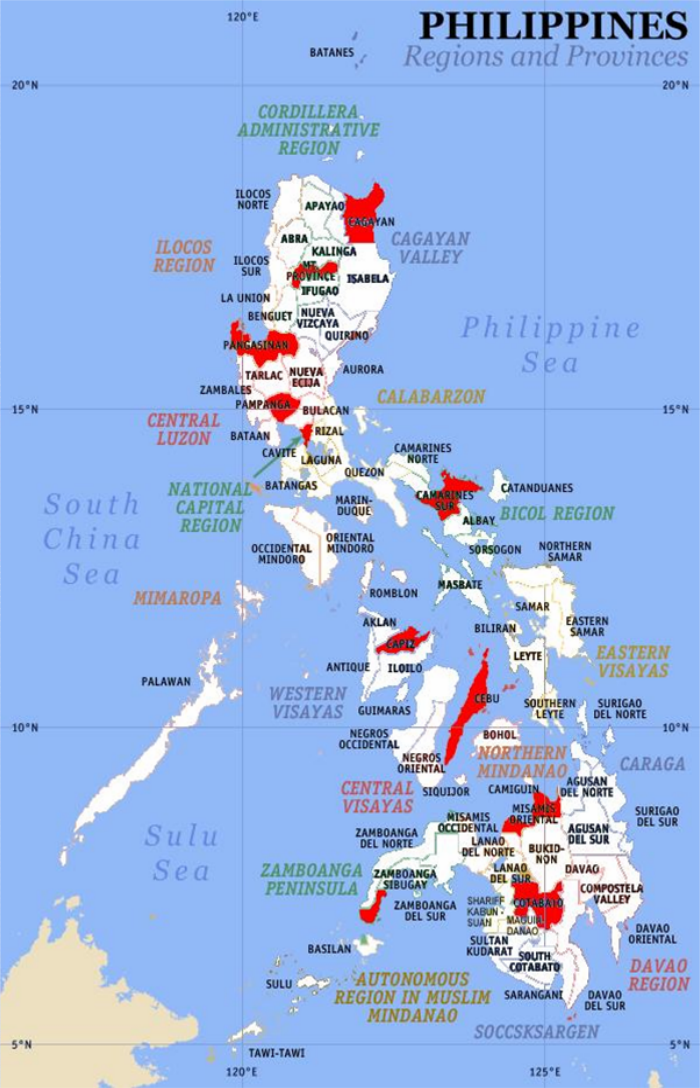 PHILIPPINES
Regions and Provinces
120°E
BATANES
20°N
20°N
CORDILLERA
ADMINISTRATIVE
REGION
ILOCOS
NORTE
APAYAO
CAGAYAN
ABRA
KALINGA
CAGAYAN
VALLEY
ILOCOS
REGION
ILOCOS
SUR
MT
PROVINCE
IFUGAO
ISABELA
LA UNION
BENGUET
NUEVA
VIZCAYA
QUIRINO
Philippine
Sea
PANGASINAN
TARLAC
NUEVA
ECIJA
AURORA
ZAMBALES
PAMPANGA
BULACAN
CALABARZON
15°N
15°N
CENTRAL
LUZON
BATAAN
RIZAL
CAVITE
LAGUNA
QUEZON
CAMARINES
NORTE
NATIONAL
CAPITAL
REGION
BATANGAS
MARIN-
DUQUE
CAMARINES
SUR
CATANDUANES
ALBAY
BICOL REGION
South
China
Sea
OCCIDENTAL
MINDORO
ORIENTAL
MINDORO
SORSOGON
NORTHERN
SAMAR
MIMAROPA
ROMBLON
MASBATE
SAMAR
AKLAN
BILIRAN
EASTERN
SAMAR
CAPIZ
LEYTE
EASTERN
VISAYAS
ANTIQUE
ILOILO
PALAWAN
WESTERN
VISAYAS
GUIMARAS
CEBU
SOUTHERN
LEYTE
SURIGAO
DEL NORTE
10°N
10°N
NEGROS
OCCIDENTAL
BOHOL
NEGROS
ORIENTAL
NORTHERN
MINDANAO
CARAGA
CENTRAL
VISAYAS
SIQUIJOR
CAMIGUIN
AGUSAN
DEL NORTE
MISAMIS
ORIENTAL
SURIGAO
DEL SUR
Sulu
Sea
ZAMBOANGA
DEL NORTE
MISAMIS
OCCIDENTAL
LANAO
DEL NORTE
BUKID-
NON
AGUSAN
DEL SUR
ZAMBOANGA
PENINSULA
ZAMBOANGA
SIBUGAY
LANAO
DEL SUR
DAVAO
COMPOSTELA
VALLEY
ZAMBOANGA
DEL SUR
SHARIFF
KABUN-
SUAN
COTABATO
MAGUIN-
DANAO
DAVAO
ORIENTAL
BASILAN
SULTAN
KUDARAT
SOUTH
COTABATO
DAVAO
REGION
SULU
AUTONOMOUS
REGION IN MUSLIM
MINDANAO
SARANGANI
DAVAO
DEL SUR
SOCCSKSARGEN
5°N
5°N
TAWI-TAWI
120°E
125°E